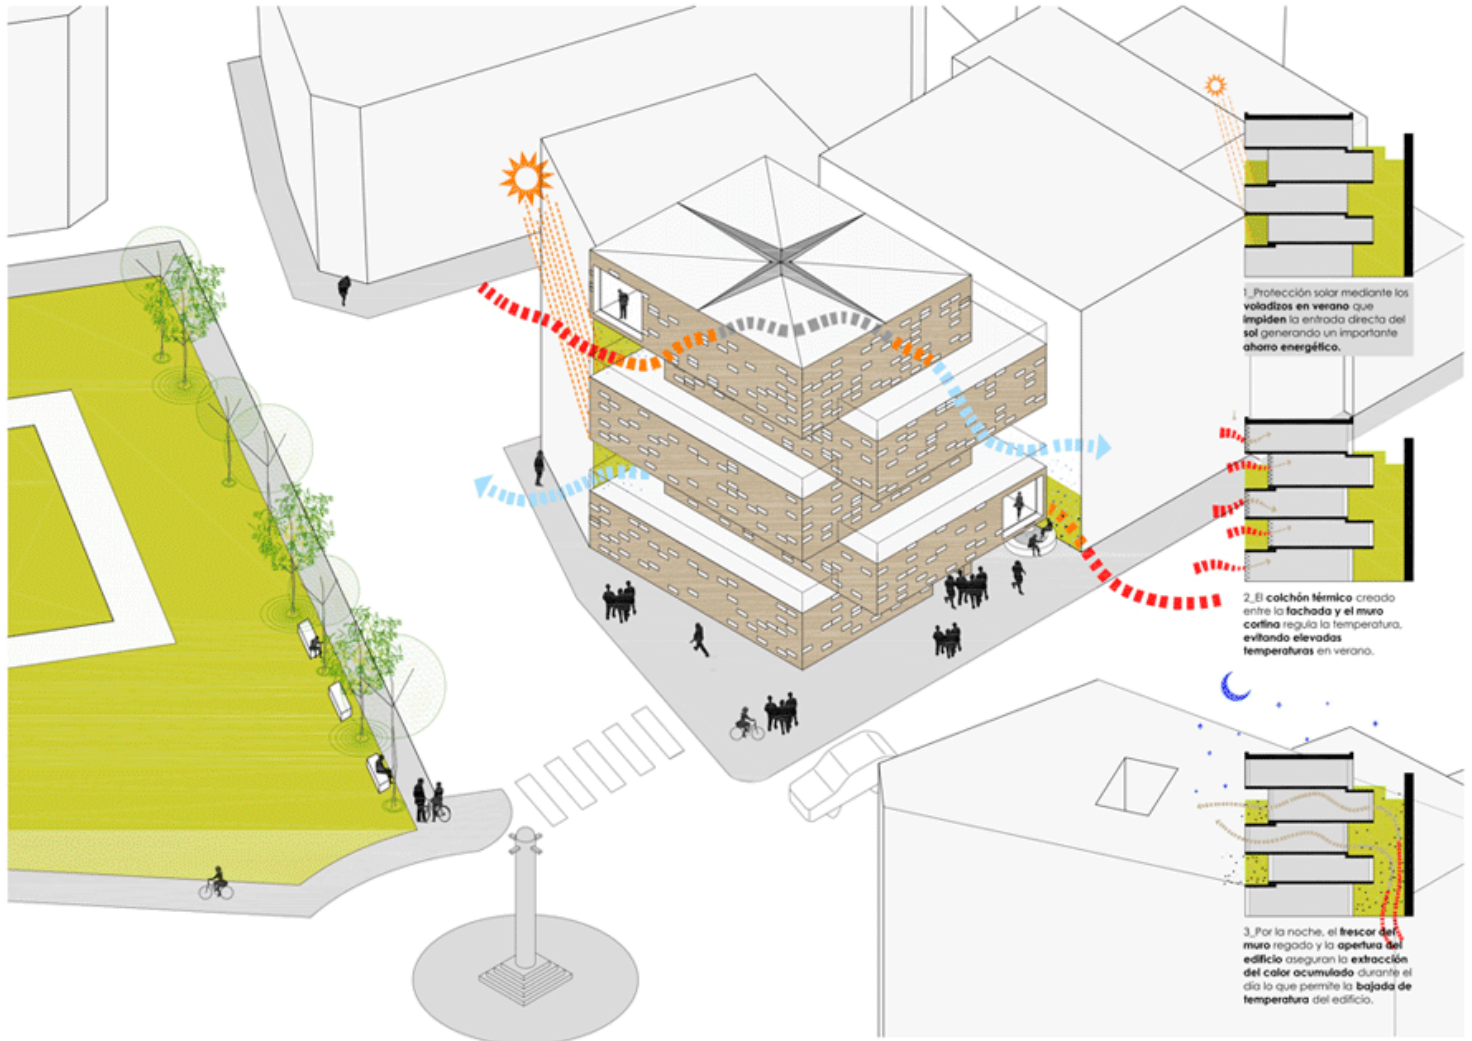 1_Protección solar mediante los
voladizos en verano que
impiden la entrada directa del
sol generando un importante
ahorro energético.
2_El colchón térmico creado
entre la fachada y el muro
cortina regula la temperatura,
evitando elevadas
temperaturas en verano.
3_Por la noche, el frescor del
muro regado y la apertura del
edificio aseguran la extracción
del calor acumulado durante el
día lo que permite la bajada de
temperatura del edificio.